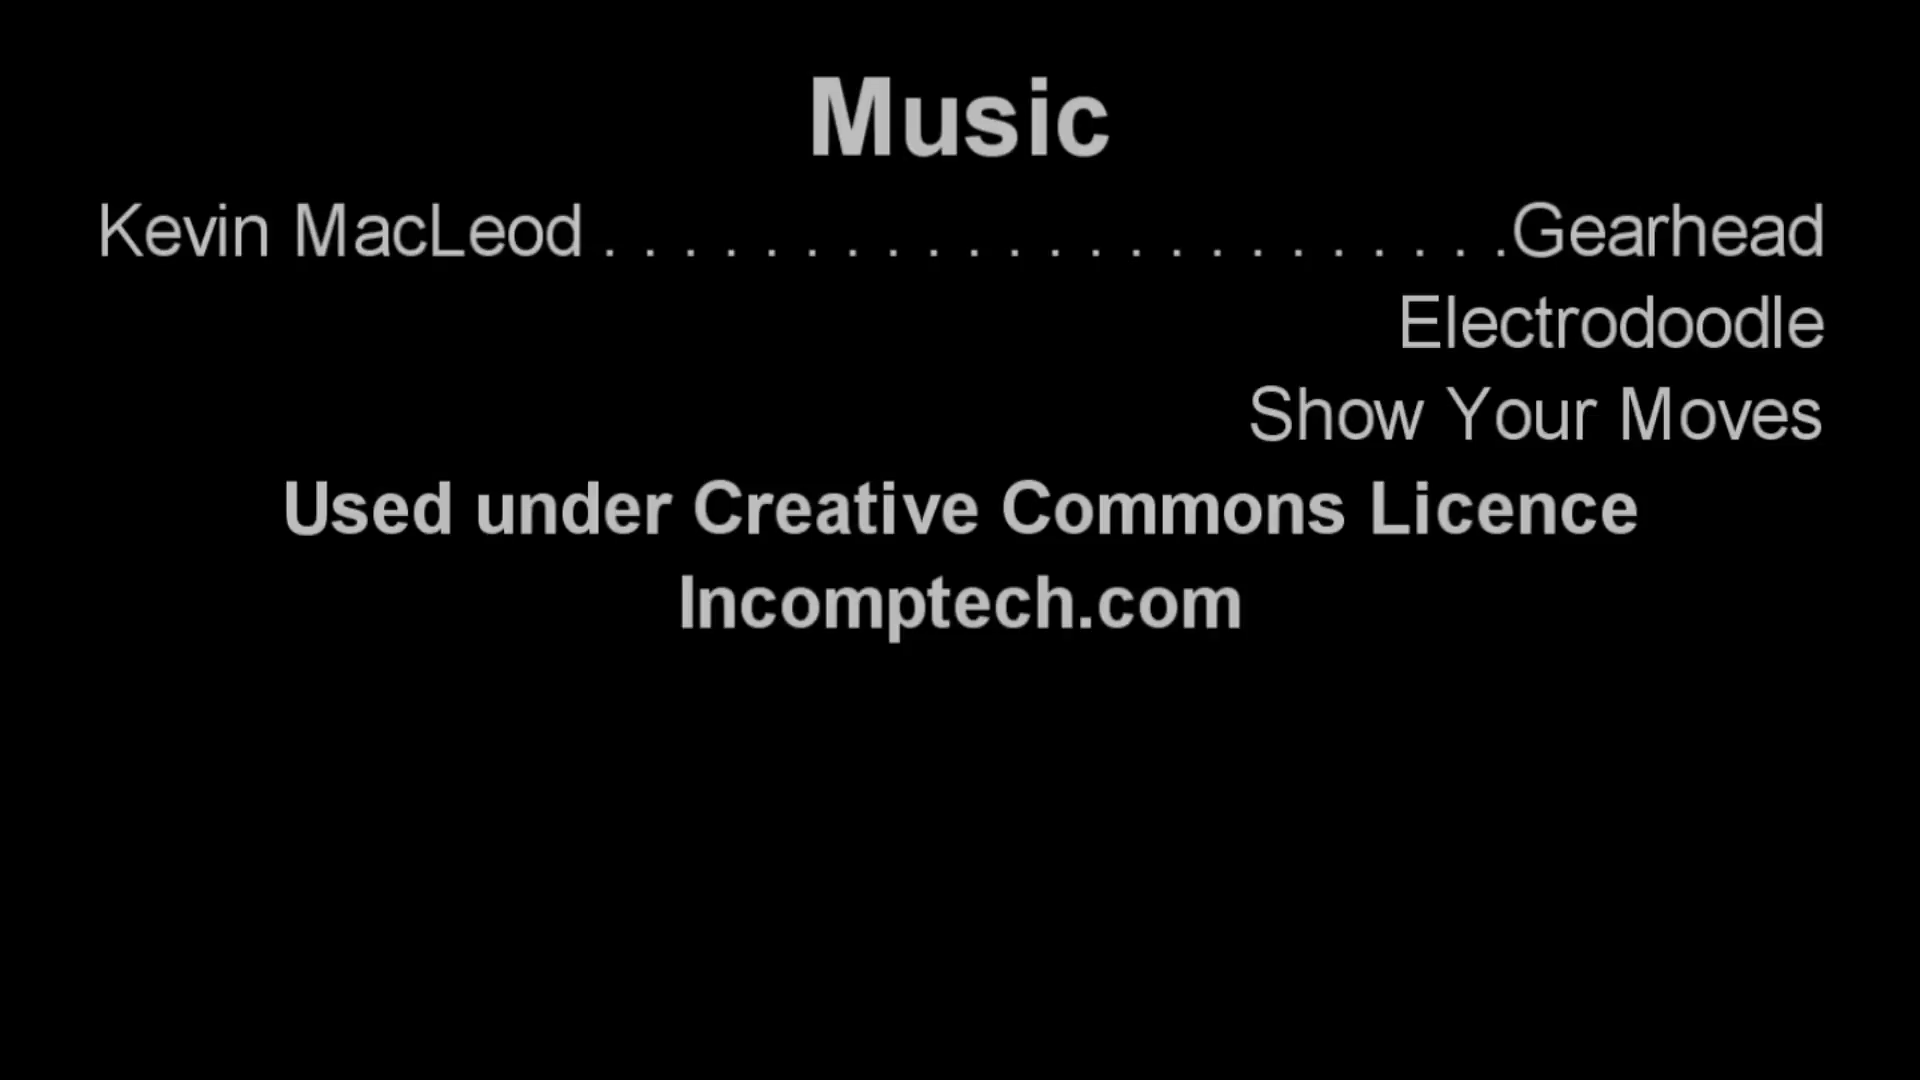 Music
Kevin MacLeod . . . . . . . . . . . . . . . . . . . . . . .Gearhead
Electrodoodle
Show Your Moves
Used under Creative Commons Licence
Incomptech.com